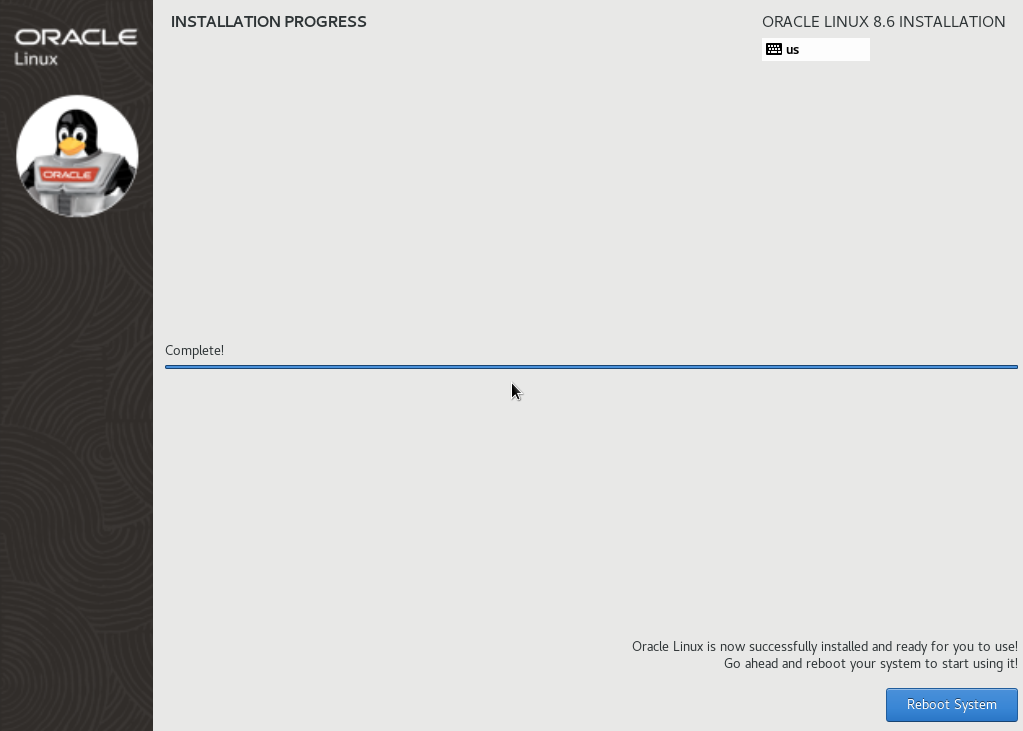 ORACLE
Linux
ORACLE
INSTALLATION PROGRESS
ORACLE LINUX 8.6 INSTALLATION
us
Complete!
Oracle Linux is now successfully installed and ready for you to use!
Go ahead and reboot your system to start using it!
Reboot System